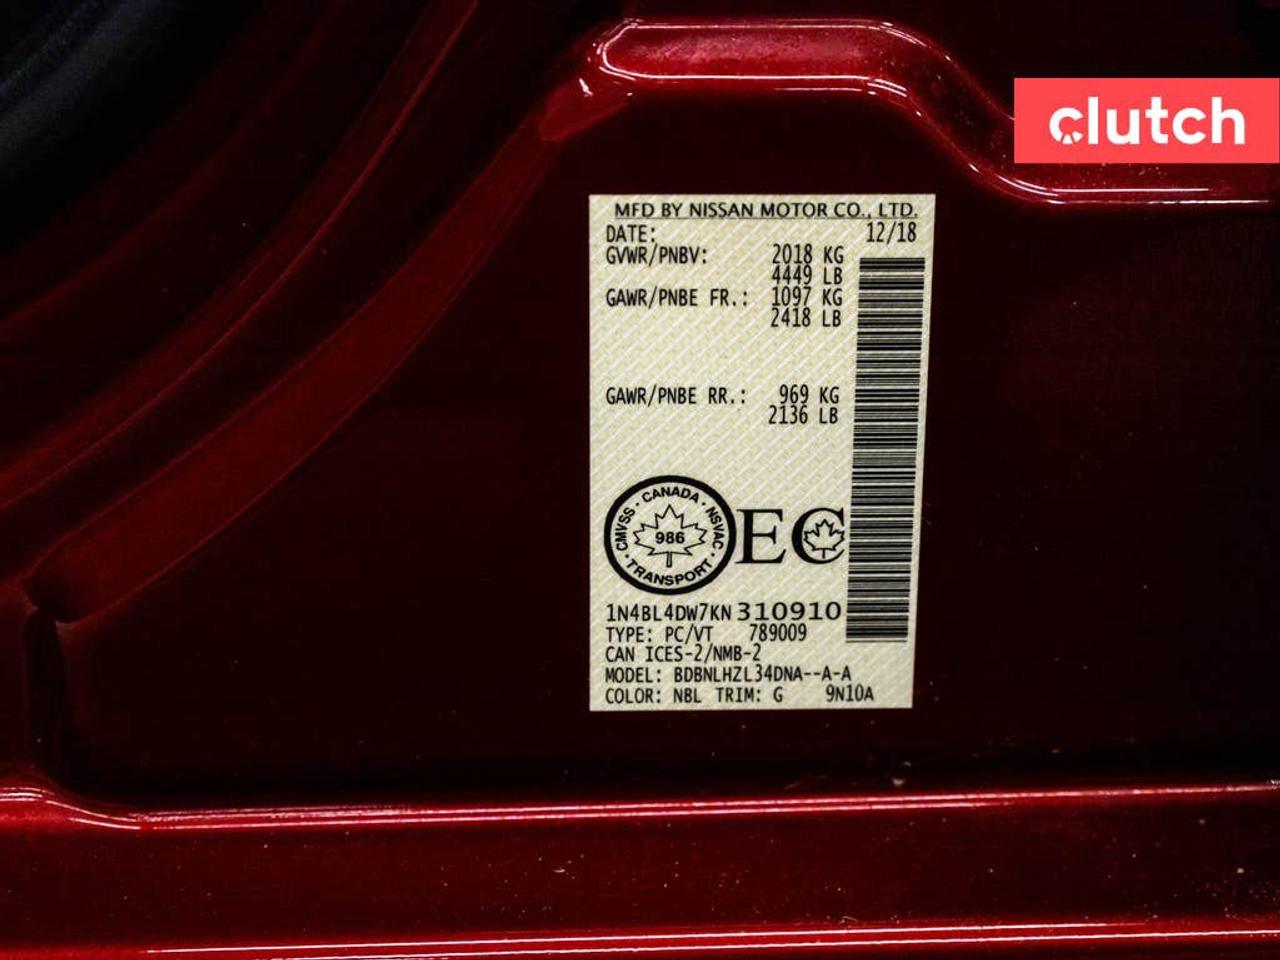 clutch
MFD BY NISSAN MOTOR CO., LTD.
DATE: 12/18
GVWR/PNBV: 2018 KG
4449 LB
GAWR/PNBE FR.: 1097 KG
2418 LB
GAWR/PNBE RR.: 969 KG
2136 LB
CMVSS · CANADA · NSVAC
986
· TRANSPORT ·
EC
1N4BL4DW7KN310910
TYPE: PC/VT 789009
CAN ICES-2/NMB-2
MODEL: BDBNLHZL34DNA--A-A
COLOR: NBL TRIM: G 9N10A